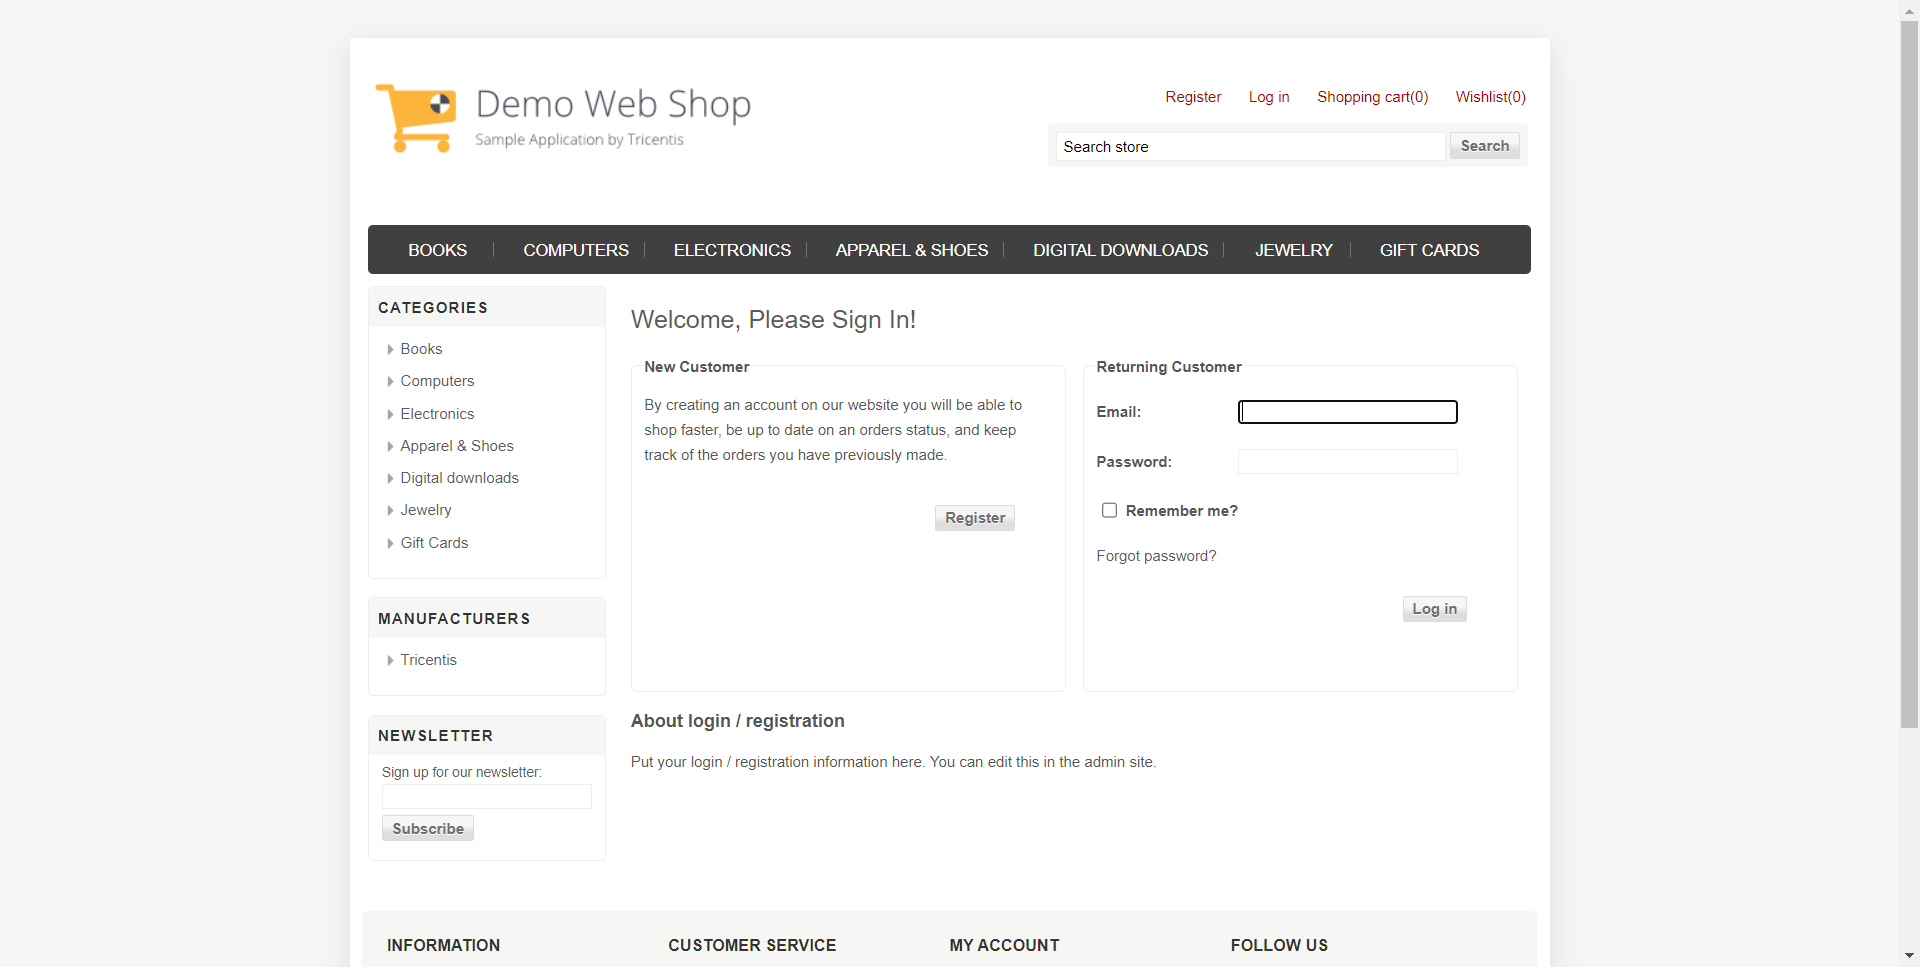 Demo Web Shop
Sample Application by Tricentis
Register Log in Shopping cart(0) Wishlist(0)
Search store Search
BOOKS COMPUTERS ELECTRONICS APPAREL & SHOES DIGITAL DOWNLOADS JEWELRY GIFT CARDS
CATEGORIES
Books
Computers
Electronics
Apparel & Shoes
Digital downloads
Jewelry
Gift Cards
MANUFACTURERS
Tricentis
NEWSLETTER
Sign up for our newsletter:
Subscribe
Welcome, Please Sign In!
New Customer
By creating an account on our website you will be able to
shop faster, be up to date on an orders status, and keep
track of the orders you have previously made.
Register
Returning Customer
Email:
Password:
Remember me?
Forgot password?
Log in
About login / registration
Put your login / registration information here. You can edit this in the admin site.
INFORMATION CUSTOMER SERVICE MY ACCOUNT FOLLOW US